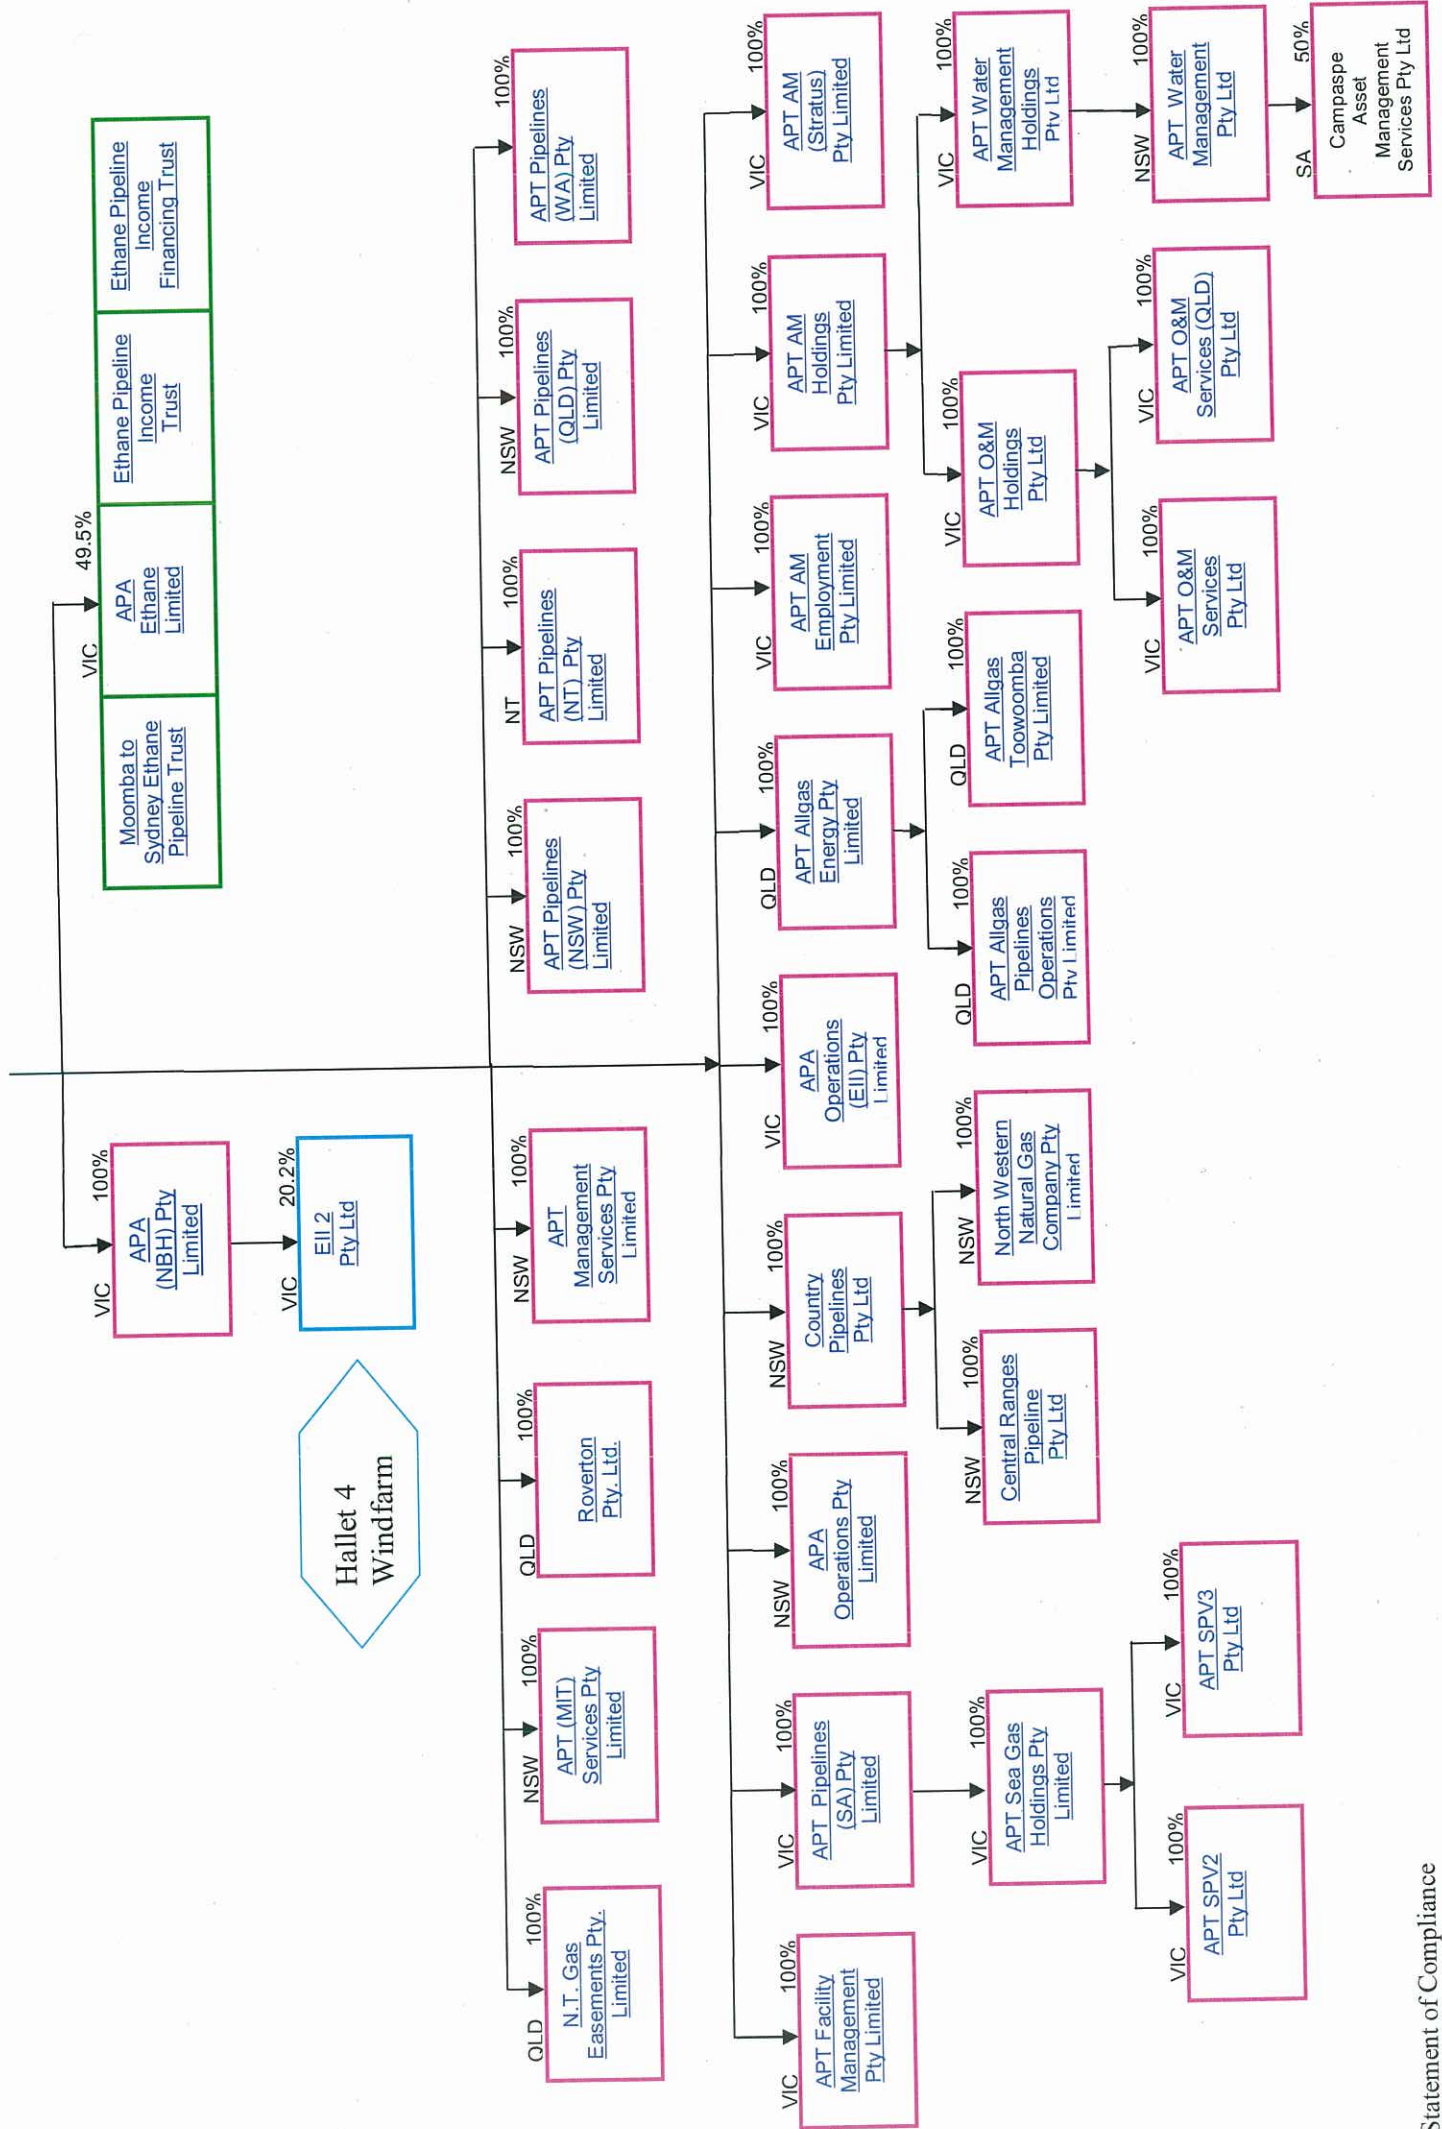 VIC 100%
APA
(NBH) Pty
Limited
VIC 20.2%
EII 2
Pty Ltd
Hallet 4
Windfarm
VIC 49.5%
Moomba to
Sydney Ethane
Pipeline Trust
APA
Ethane
Limited
Ethane Pipeline
Income
Trust
Ethane Pipeline
Income
Financing Trust
QLD 100%
N.T. Gas
Easements Pty.
Limited
NSW 100%
APT (MIT)
Services Pty
Limited
QLD 100%
Roverton
Pty. Ltd.
NSW 100%
APT
Management
Services Pty
Limited
NSW 100%
APT Pipelines
(NSW) Pty
Limited
NT 100%
APT Pipelines
(NT) Pty
Limited
NSW 100%
APT Pipelines
(QLD) Pty
Limited
100%
APT Pipelines
(WA) Pty
Limited
VIC 100%
APT Facility
Management
Pty Limited
VIC 100%
APT Pipelines
(SA) Pty
Limited
NSW 100%
APA
Operations Pty
Limited
NSW 100%
Country
Pipelines
Pty Ltd
VIC 100%
APA
Operations
(EII) Pty
Limited
QLD 100%
APT Allgas
Energy Pty
Limited
VIC 100%
APT AM
Employment
Pty Limited
VIC 100%
APT AM
Holdings
Pty Limited
VIC 100%
APT AM
(Stratus)
Pty Limited
VIC 100%
APT Sea Gas
Holdings Pty
Limited
NSW 100%
Central Ranges
Pipeline
Pty Ltd
NSW 100%
North Western
Natural Gas
Company Pty
Limited
QLD 100%
APT Allgas
Pipelines
Operations
Pty Limited
QLD 100%
APT Allgas
Toowoomba
Pty Limited
VIC 100%
APT O&M
Holdings
Pty Ltd
VIC 100%
APT Water
Management
Holdings
Pty Ltd
VIC 100%
APT SPV2
Pty Ltd
VIC 100%
APT SPV3
Pty Ltd
VIC 100%
APT O&M
Services
Pty Ltd
VIC 100%
APT O&M
Services (QLD)
Pty Ltd
NSW 100%
APT Water
Management
Pty Ltd
SA 50%
Campaspe
Asset
Management
Services Pty Ltd
Statement of Compliance